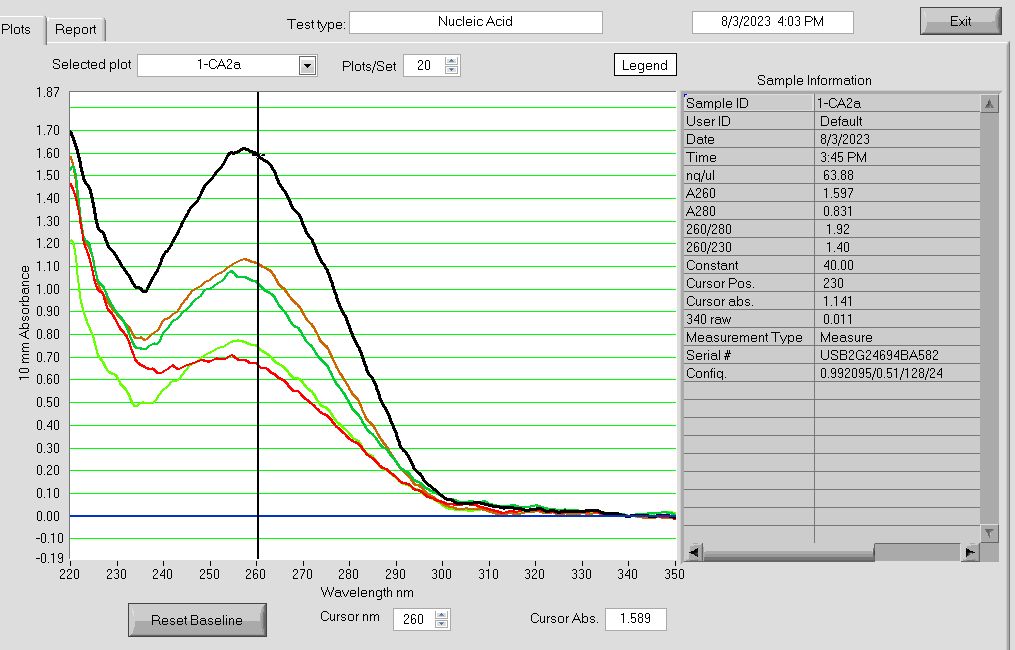 Plots
Report
Test type: Nucleic Acid
8/3/2023 4:03 PM
Exit
Selected plot 1-CA2a
Plots/Set 20
Legend
Sample Information
Sample ID 1-CA2a
User ID Default
Date 8/3/2023
Time 3:45 PM
ng/ul 63.88
A260 1.597
A280 0.831
260/280 1.92
260/230 1.40
Constant 40.00
Cursor Pos. 230
Cursor abs. 1.141
340 raw 0.011
Measurement Type Measure
Serial # USB2G24694BA582
Config. 0.992095/0.51/128/24
10 mm Absorbance
1.87
1.70
1.60
1.50
1.40
1.30
1.20
1.10
1.00
0.90
0.80
0.70
0.60
0.50
0.40
0.30
0.20
0.10
0.00
-0.10
-0.19
220 230 240 250 260 270 280 290 300 310 320 330 340 350
Wavelength nm
Reset Baseline
Cursor nm 260
Cursor Abs. 1.589